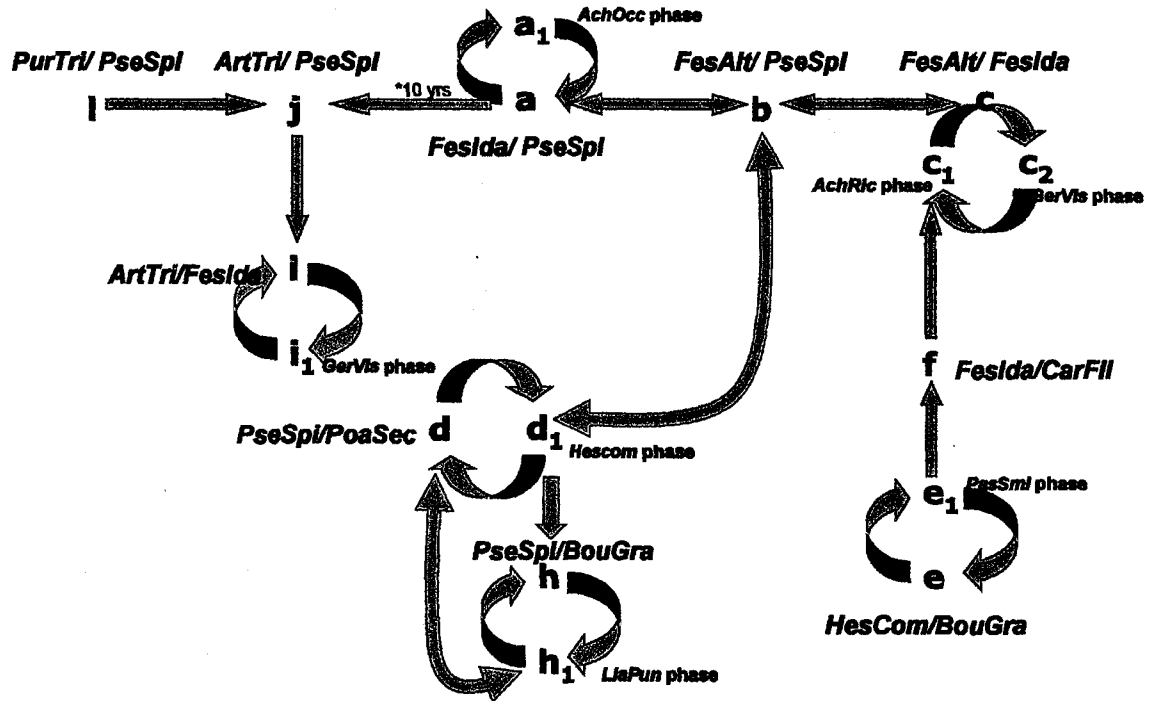 a1 AchOcc phase
PurTri/ PseSpI ArtTri/ PseSpI FesAlt/ PseSpI FesAlt/ FesIda
l j *10 yrs a b c
FesIda/ PseSpI
c1 c2
AchRic phase GerVis phase
ArtTri/FesIda i
i1 GerVis phase
f FesIda/CarFil
PseSpi/PoaSec d d1 Hescom phase
e1 PasSmi phase
PseSpi/BouGra
h
e
HesCom/BouGra
h1 LiaPun phase